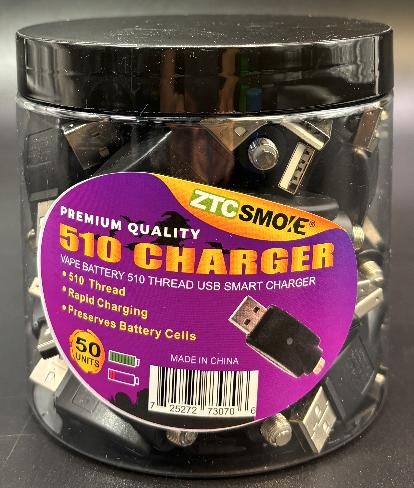 ZTCSMOKE®
PREMIUM QUALITY
510 CHARGER
VAPE BATTERY 510 THREAD USB SMART CHARGER
• 510 Thread
• Rapid Charging
• Preserves Battery Cells
50
UNITS
MADE IN CHINA
7 25272 73070 6